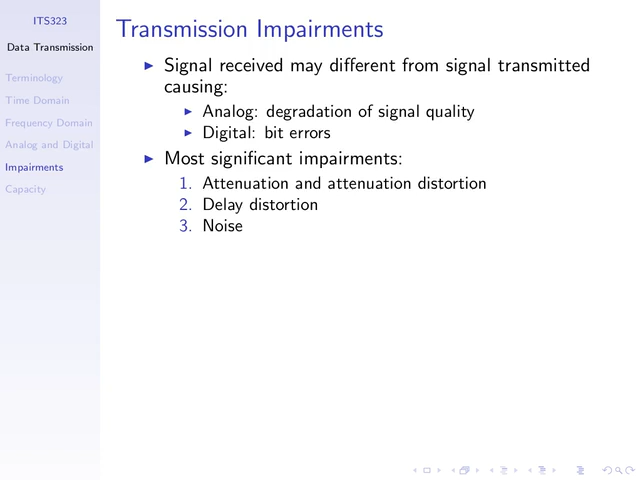 ITS323
Data Transmission
Terminology
Time Domain
Frequency Domain
Analog and Digital
Impairments
Capacity
Transmission Impairments
Signal received may different from signal transmitted
causing:
Analog: degradation of signal quality
Digital: bit errors
Most significant impairments:
1. Attenuation and attenuation distortion
2. Delay distortion
3. Noise